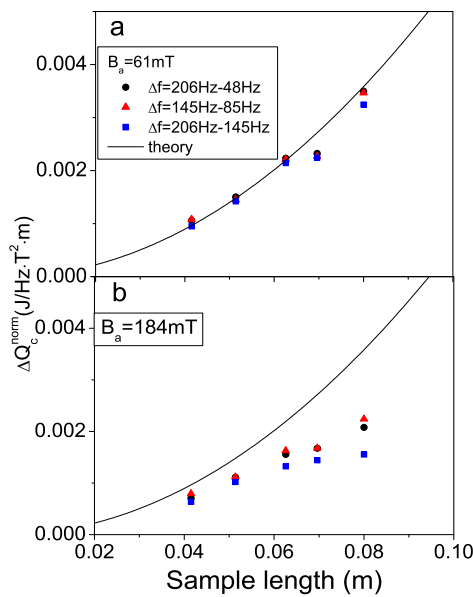 a
B_a=61mT
Δf=206Hz-48Hz
Δf=145Hz-85Hz
Δf=206Hz-145Hz
theory
0.004
0.002
0.000
ΔQ_c^norm(J/Hz·T²·m)
b
B_a=184mT
0.004
0.002
0.000
0.02 0.04 0.06 0.08 0.10
Sample length (m)